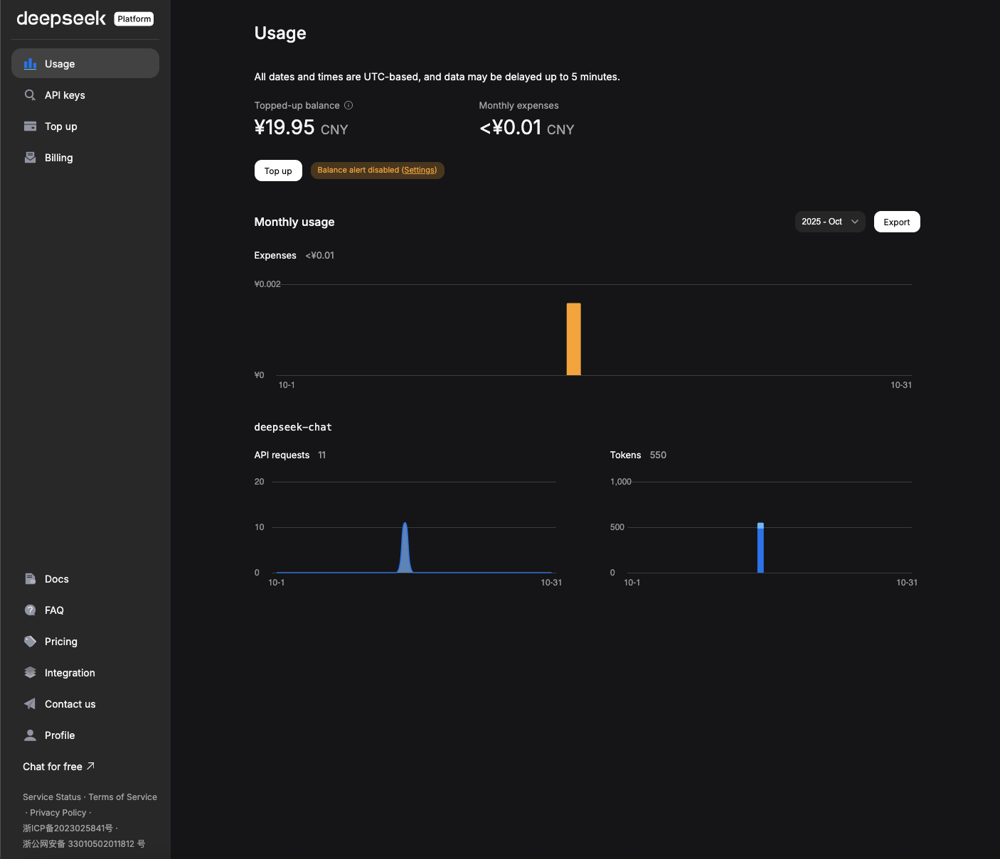 deepseek Platform
Usage
API keys
Top up
Billing
Docs
FAQ
Pricing
Integration
Contact us
Profile
Chat for free
Service Status · Terms of Service
· Privacy Policy ·
浙ICP备2023025841号 ·
浙公网安备 33010502011812 号
Usage
All dates and times are UTC-based, and data may be delayed up to 5 minutes.
Topped-up balance
¥19.95 CNY
Monthly expenses
<¥0.01 CNY
Top up
Balance alert disabled (Settings)
Monthly usage
2025 - Oct
Export
Expenses <¥0.01
¥0.002
¥0
10-1 10-31
deepseek-chat
API requests 11
20
10
0
10-1 10-31
Tokens 550
1,000
500
0
10-1 10-31